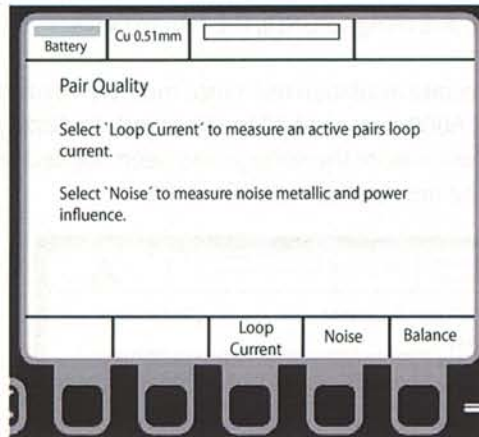 Battery
Cu 0.51mm
Pair Quality
Select `Loop Current´ to measure an active pairs loop
current.
Select `Noise´ to measure noise metallic and power
influence.
Loop
Current
Noise
Balance